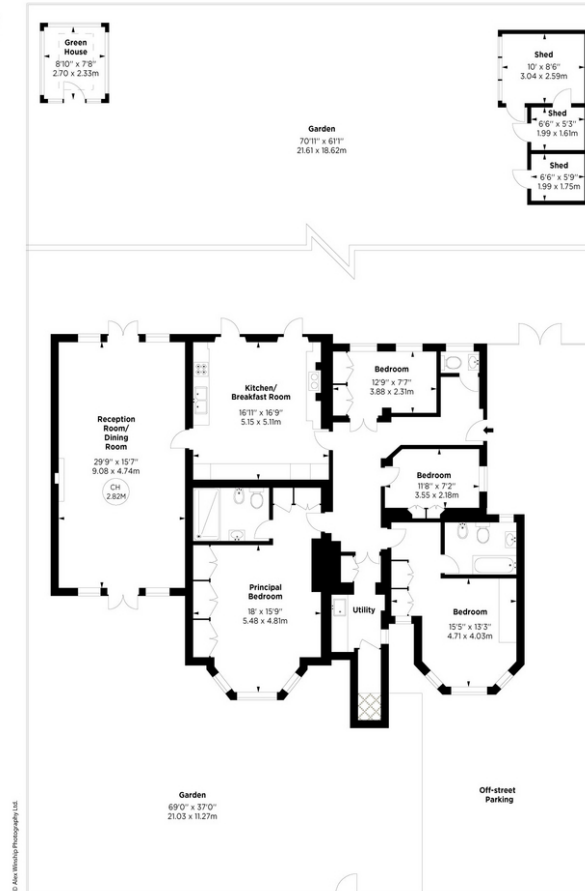 Green
House
8'10" x 7'8"
2.70 x 2.33m
Shed
10' x 8'6"
3.04 x 2.59m
Shed
6'6" x 5'3"
1.99 x 1.61m
Shed
6'6" x 5'9"
1.99 x 1.75m
Garden
70'11" x 61'1"
21.61 x 18.62m
Reception
Room/
Dining
Room
29'9" x 15'7"
9.08 x 4.74m
CH
2.82M
Kitchen/
Breakfast Room
16'11" x 16'9"
5.15 x 5.11m
Bedroom
12'9" x 7'7"
3.88 x 2.31m
Bedroom
11'8" x 7'2"
3.55 x 2.18m
Principal
Bedroom
18' x 15'9"
5.48 x 4.81m
Utility
Bedroom
15'5" x 13'3"
4.71 x 4.03m
Garden
69'0" x 37'0"
21.03 x 11.27m
Off-street
Parking
© Alex Winship Photography Ltd.